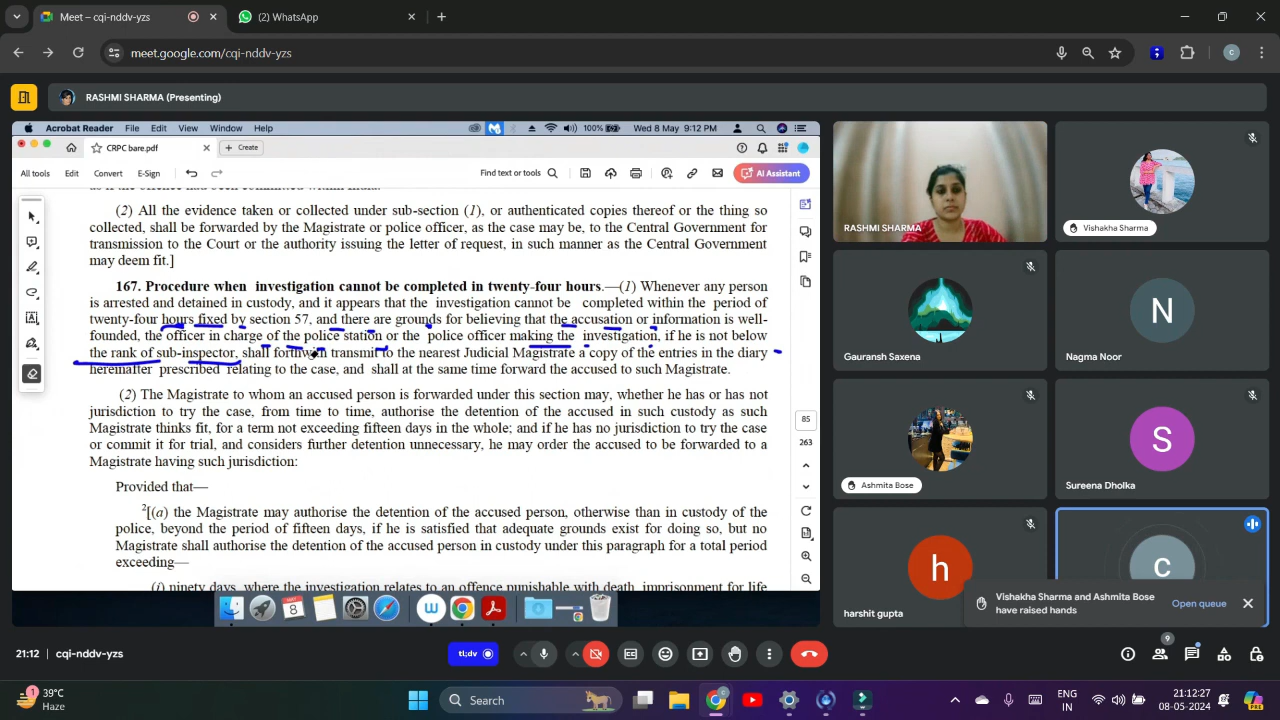 Meet – cqi-nddv-yzs
(2) WhatsApp
meet.google.com/cqi-nddv-yzs
c
RASHMI SHARMA (Presenting)
Acrobat Reader File Edit View Window Help
100% Wed 8 May 9:12 PM
CRPC bare.pdf
+ Create
All tools Edit Convert E-Sign
Find text or tools
AI Assistant
(2) All the evidence taken or collected under sub-section (1), or authenticated copies thereof or the thing so
collected, shall be forwarded by the Magistrate or police officer, as the case may be, to the Central Government for
transmission to the Court or the authority issuing the letter of request, in such manner as the Central Government
may deem fit.]
167. Procedure when investigation cannot be completed in twenty-four hours.—(1) Whenever any person
is arrested and detained in custody, and it appears that the investigation cannot be completed within the period of
twenty-four hours fixed by section 57, and there are grounds for believing that the accusation or information is well-
founded, the officer in charge of the police station or the police officer making the investigation, if he is not below
the rank of sub-inspector, shall forthwith transmit to the nearest Judicial Magistrate a copy of the entries in the diary
hereinafter prescribed relating to the case, and shall at the same time forward the accused to such Magistrate.
(2) The Magistrate to whom an accused person is forwarded under this section may, whether he has or has not
jurisdiction to try the case, from time to time, authorise the detention of the accused in such custody as such
Magistrate thinks fit, for a term not exceeding fifteen days in the whole; and if he has no jurisdiction to try the case
or commit it for trial, and considers further detention unnecessary, he may order the accused to be forwarded to a
Magistrate having such jurisdiction:
Provided that—
2[(a) the Magistrate may authorise the detention of the accused person, otherwise than in custody of the
police, beyond the period of fifteen days, if he is satisfied that adequate grounds exist for doing so, but no
Magistrate shall authorise the detention of the accused person in custody under this paragraph for a total period
exceeding—
(i) ninety days, where the investigation relates to an offence punishable with death, imprisonment for life
85
263
MAY
8
W
RASHMI SHARMA
Vishakha Sharma
Gauransh Saxena
N
Nagma Noor
Ashmita Bose
S
Sureena Dholka
h
harshit gupta
c
Vishakha Sharma and Ashmita Bose
have raised hands
Open queue
21:12 cqi-nddv-yzs
tl;dv
9
1
39°C
Haze
Search
ENG
IN
21:12:27
08-05-2024